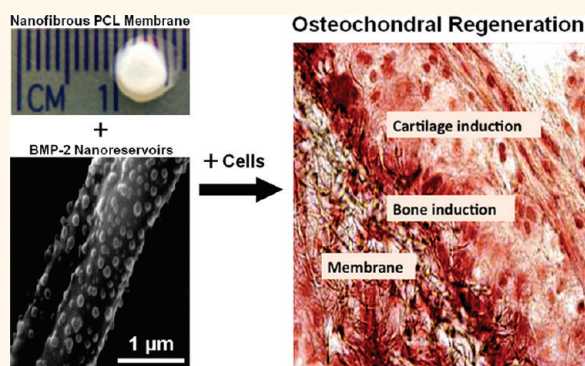 Nanofibrous PCL Membrane
CM 1
+
BMP-2 Nanoreservoirs
1 µm
+ Cells
Osteochondral Regeneration
Cartilage induction
Bone induction
Membrane